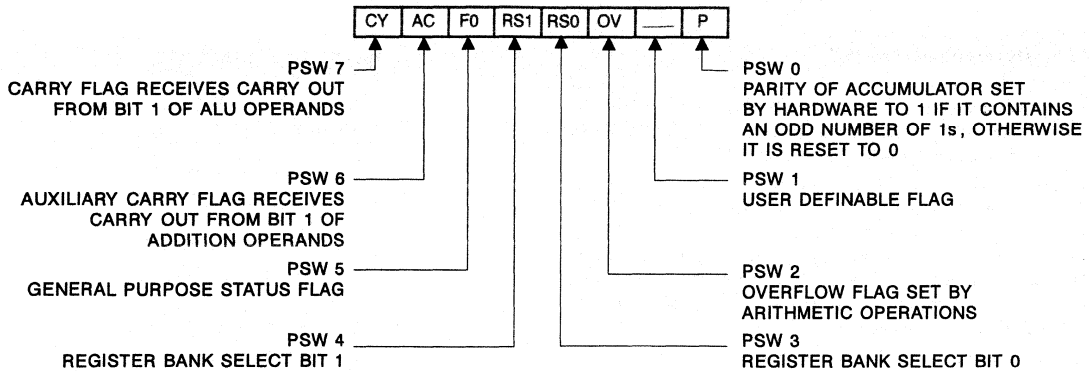 CY AC F0 RS1 RS0 OV P
PSW 7
CARRY FLAG RECEIVES CARRY OUT
FROM BIT 1 OF ALU OPERANDS
PSW 6
AUXILIARY CARRY FLAG RECEIVES
CARRY OUT FROM BIT 1 OF
ADDITION OPERANDS
PSW 5
GENERAL PURPOSE STATUS FLAG
PSW 4
REGISTER BANK SELECT BIT 1
PSW 0
PARITY OF ACCUMULATOR SET
BY HARDWARE TO 1 IF IT CONTAINS
AN ODD NUMBER OF 1s, OTHERWISE
IT IS RESET TO 0
PSW 1
USER DEFINABLE FLAG
PSW 2
OVERFLOW FLAG SET BY
ARITHMETIC OPERATIONS
PSW 3
REGISTER BANK SELECT BIT 0